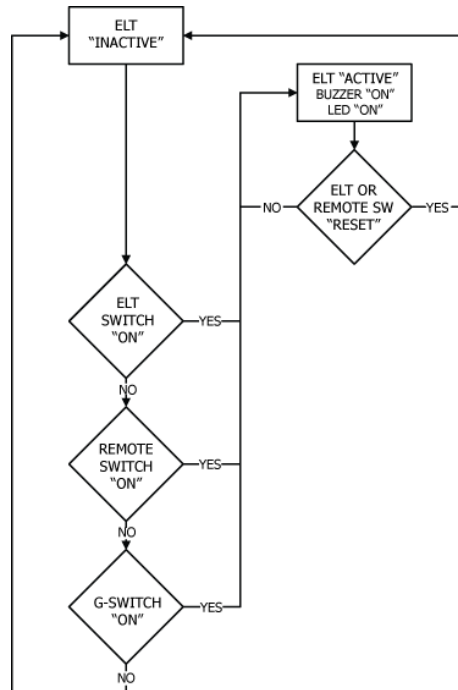 ELT
“INACTIVE”
ELT “ACTIVE”
BUZZER “ON”
LED “ON”
ELT OR
REMOTE SW
“RESET”
NO
YES
ELT
SWITCH
“ON”
YES
NO
REMOTE
SWITCH
“ON”
YES
NO
G-SWITCH
“ON”
YES
NO